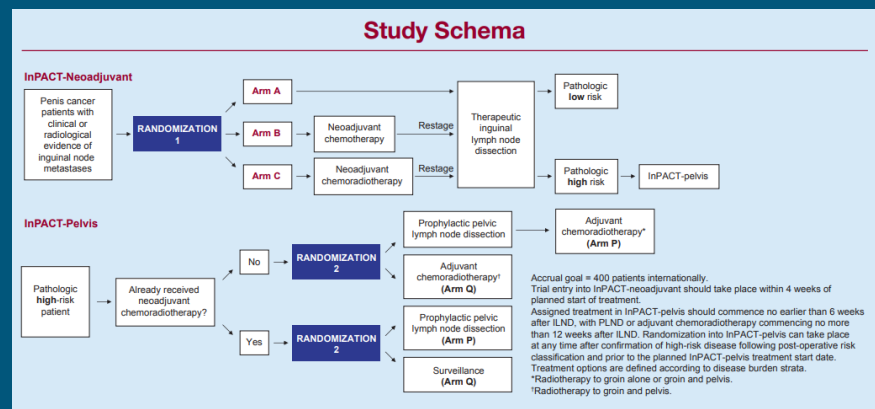 Study Schema
InPACT-Neoadjuvant
Penis cancer
patients with
clinical or
radiological
evidence of
inguinal node
metastases
RANDOMIZATION
1
Arm A
Arm B
Neoadjuvant
chemotherapy
Restage
Arm C
Neoadjuvant
chemoradiotherapy
Restage
Therapeutic
inguinal
lymph node
dissection
Pathologic
low risk
Pathologic
high risk
InPACT-pelvis
InPACT-Pelvis
Pathologic
high-risk
patient
Already received
neoadjuvant
chemoradiotherapy?
No
RANDOMIZATION
2
Prophylactic pelvic
lymph node dissection
Adjuvant
chemoradiotherapy*
(Arm P)
Adjuvant
chemoradiotherapy†
(Arm Q)
Yes
RANDOMIZATION
2
Prophylactic pelvic
lymph node dissection
(Arm P)
Surveillance
(Arm Q)
Accrual goal = 400 patients internationally.
Trial entry into InPACT-neoadjuvant should take place within 4 weeks of
planned start of treatment.
Assigned treatment in InPACT-pelvis should commence no earlier than 6 weeks
after ILND, with PLND or adjuvant chemoradiotherapy commencing no more
than 12 weeks after ILND. Randomization into InPACT-pelvis can take place
at any time after confirmation of high-risk disease following post-operative risk
classification and prior to the planned InPACT-pelvis treatment start date.
Treatment options are defined according to disease burden strata.
*Radiotherapy to groin alone or groin and pelvis.
†Radiotherapy to groin and pelvis.